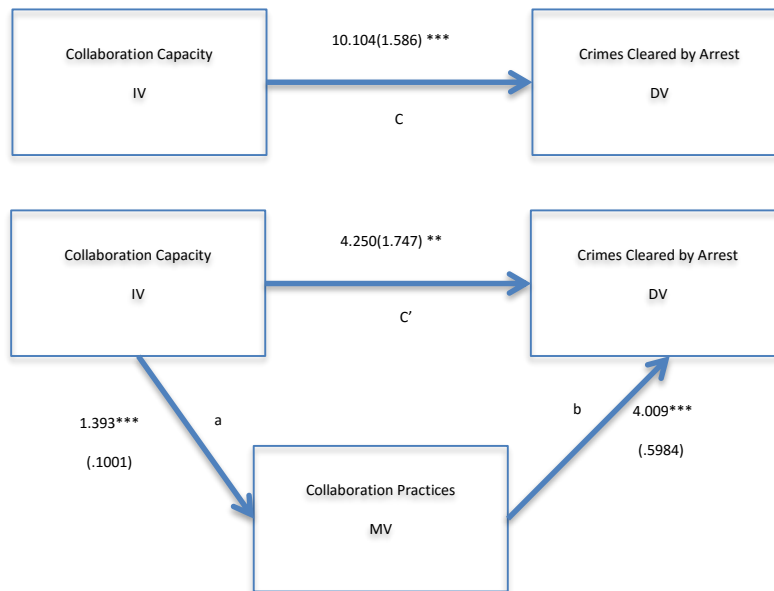 10.104(1.586) ***
Collaboration Capacity
IV
Crimes Cleared by Arrest
DV
C
4.250(1.747) **
Collaboration Capacity
IV
Crimes Cleared by Arrest
DV
C’
1.393***
(.1001)
a
b
4.009***
(.5984)
Collaboration Practices
MV